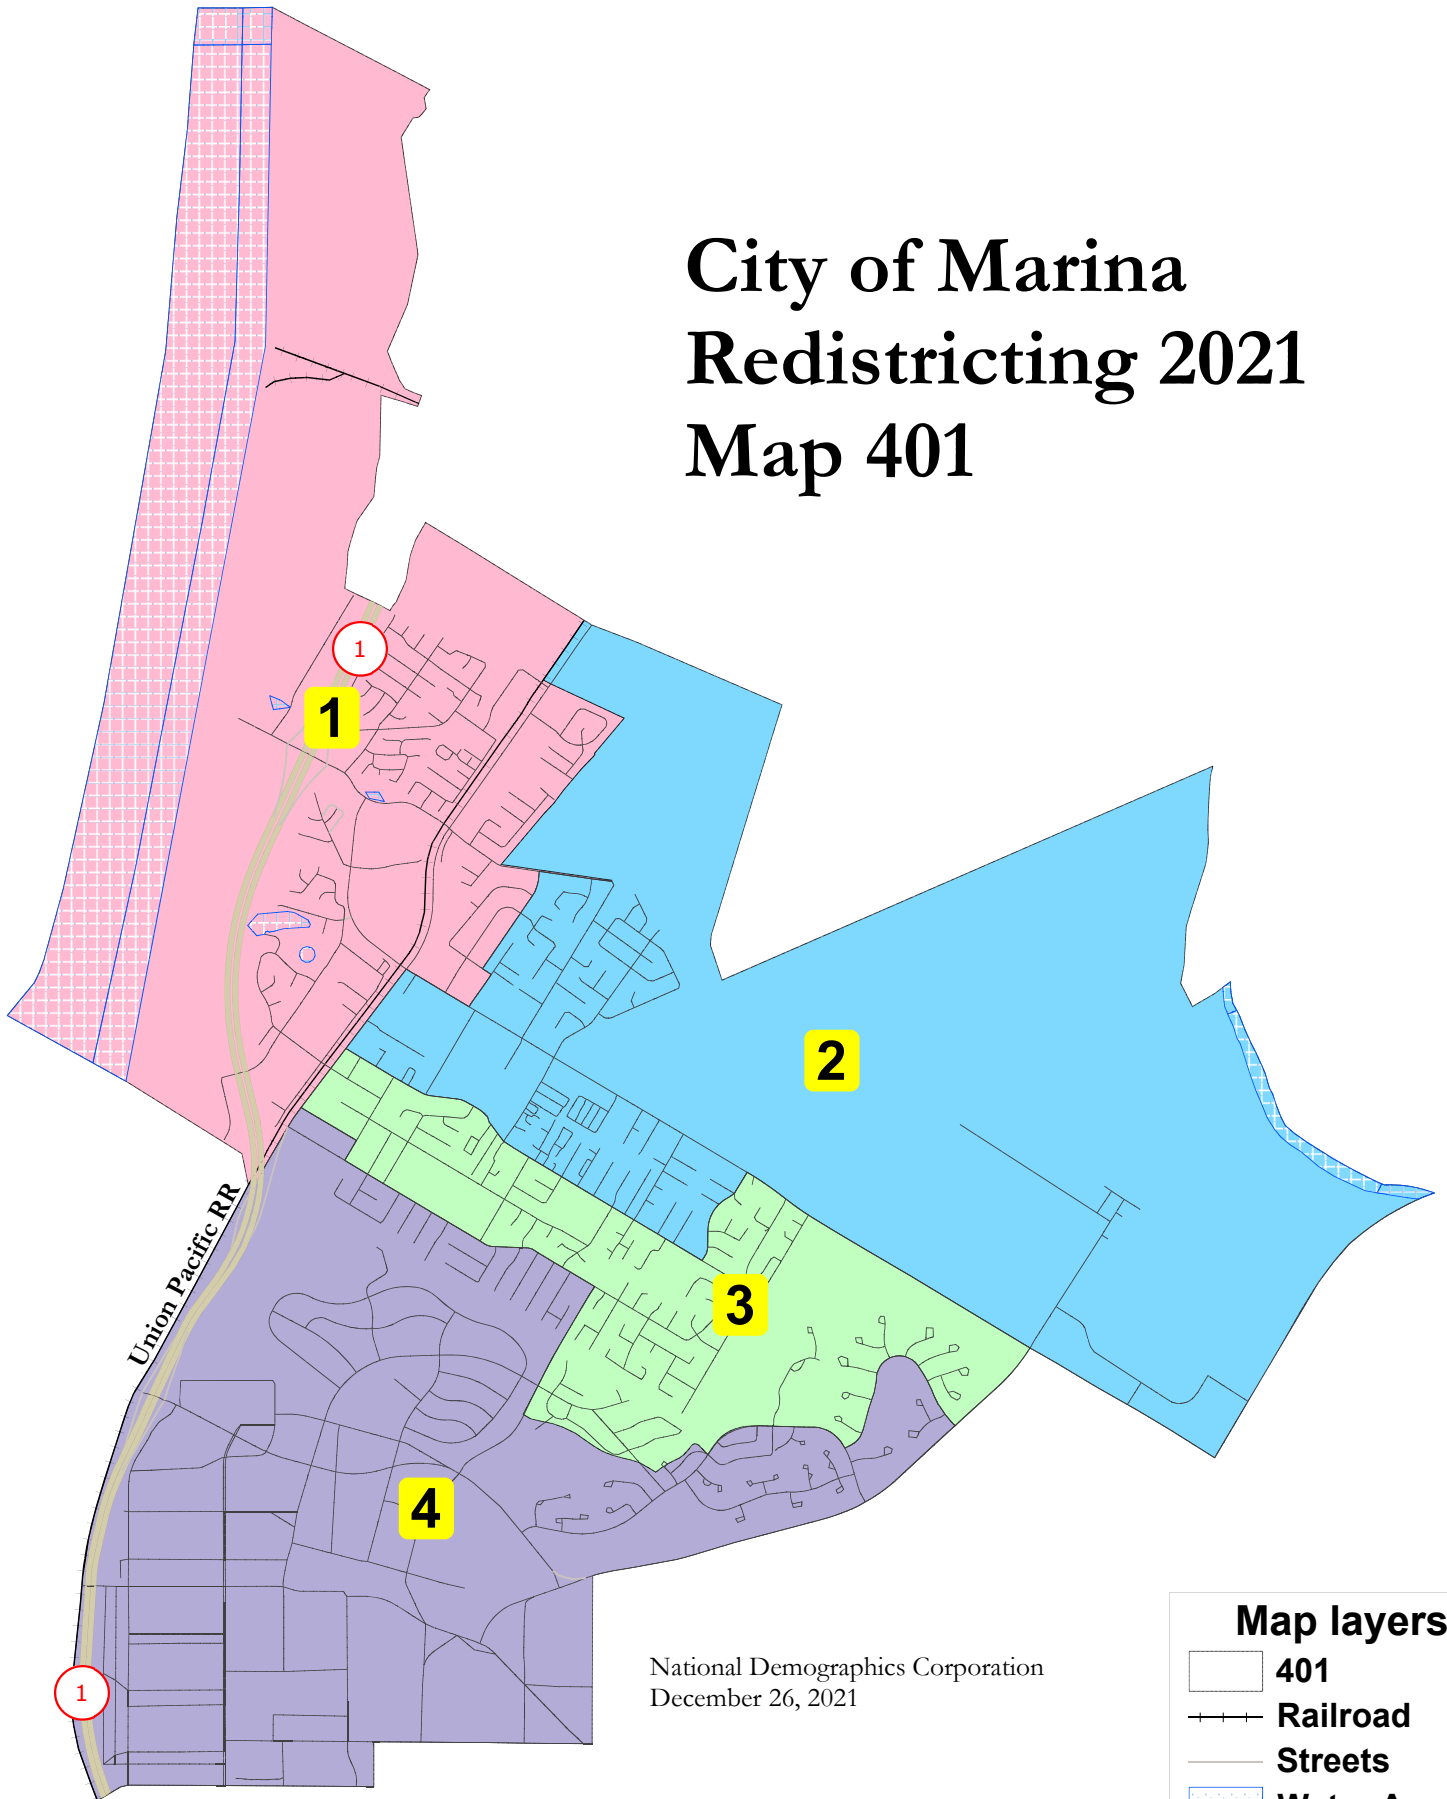 City of Marina
Redistricting 2021
Map 401
1
1
2
3
Union Pacific RR
4
1
National Demographics Corporation
December 26, 2021
Map layers
401
Railroad
Streets